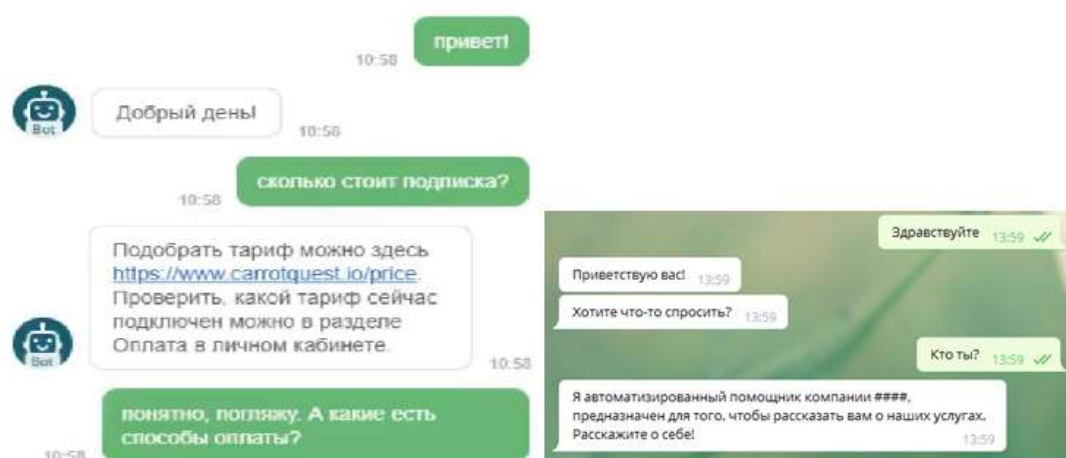 привет!
10:58
Bot
Добрый день!
10:58
сколько стоит подписка?
10:58
Подобрать тариф можно здесь
https://www.carrotquest.io/price.
Проверить, какой тариф сейчас
подключен можно в разделе
Оплата в личном кабинете.
Bot
10:58
понятно, погляжу. А какие есть
способы оплаты?
10:58
Здравствуйте 13:59
Приветствую вас! 13:59
Хотите что-то спросить? 13:59
Кто ты? 13:59
Я автоматизированный помощник компании ####,
предназначен для того, чтобы рассказать вам о наших услугах.
Расскажите о себе!
13:59